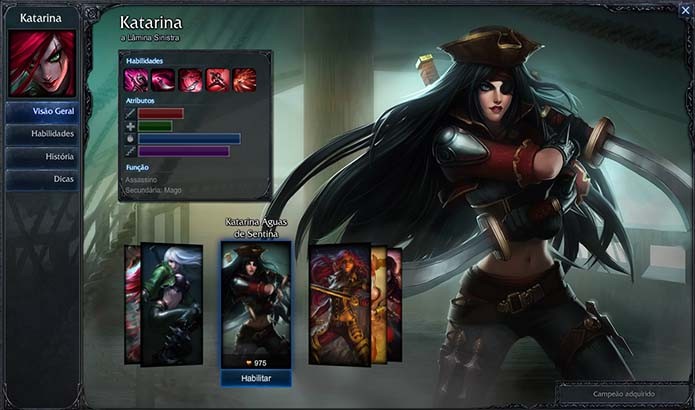 Katarina
Visão Geral
Habilidades
História
Dicas
Katarina
a Lâmina Sinistra
Habilidades
Atributos
Função
Assassino
Secundária: Mago
Katarina Águas
de Sentina
975
Habilitar
Campeão adquirido